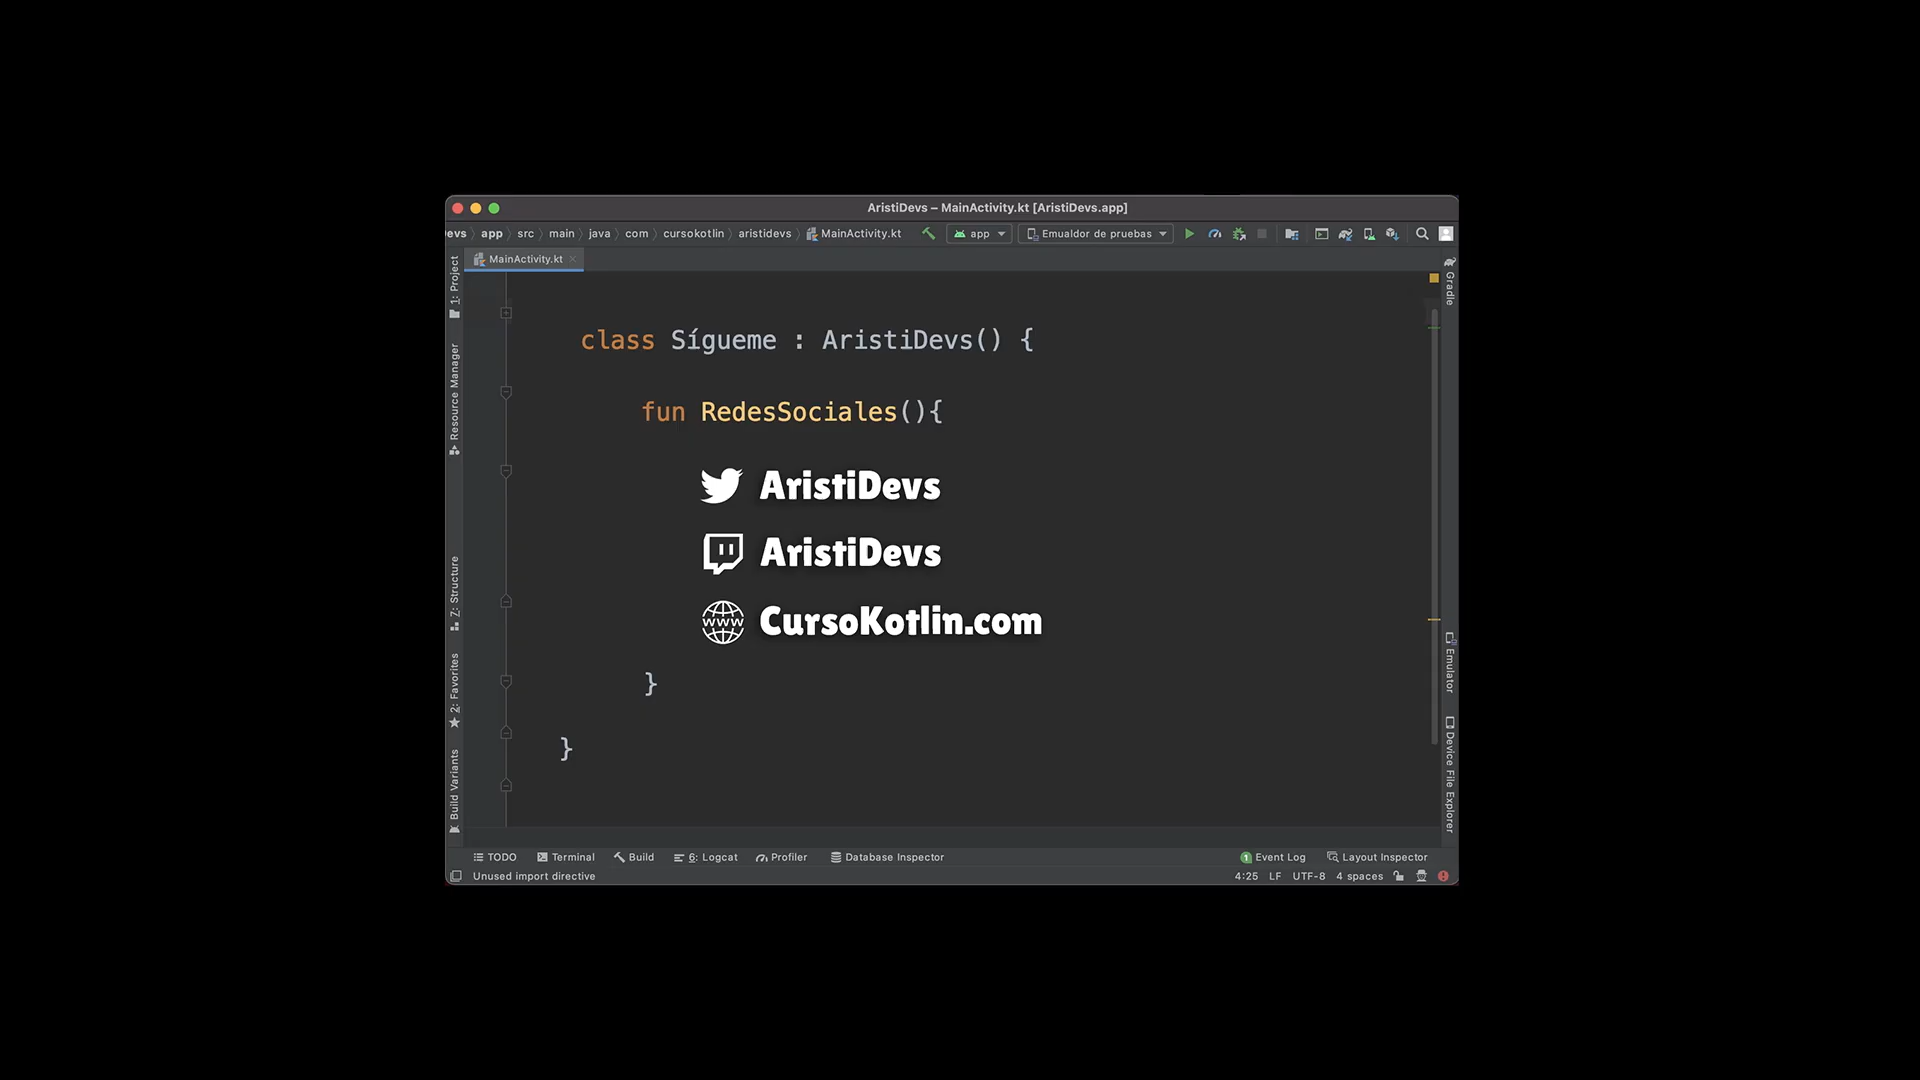 AristiDevs – MainActivity.kt [AristiDevs.app]
evs app src main java com cursokotlin aristidevs MainActivity.kt app Emualdor de pruebas
MainActivity.kt
1: Project
Resource Manager
7: Structure
2: Favorites
Build Variants
Gradle
Emulator
Device File Explorer
class Sígueme : AristiDevs() {
fun RedesSociales(){
AristiDevs
AristiDevs
WWW CursoKotlin.com
}
}
TODO Terminal Build 6: Logcat Profiler Database Inspector 1 Event Log Layout Inspector
Unused import directive 4:25 LF UTF-8 4 spaces